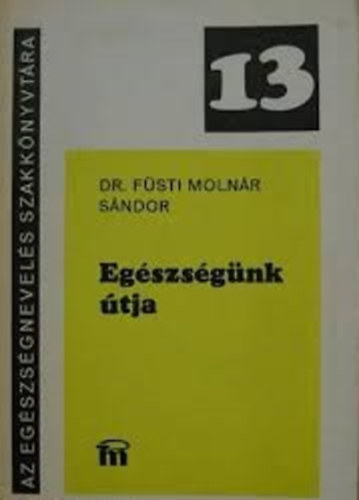 AZ EGÉSZSÉGNEVELÉS SZAKKÖNYVTÁRA
13
DR. FÜSTI MOLNÁR
SÁNDOR
Egészségünk
útja
m